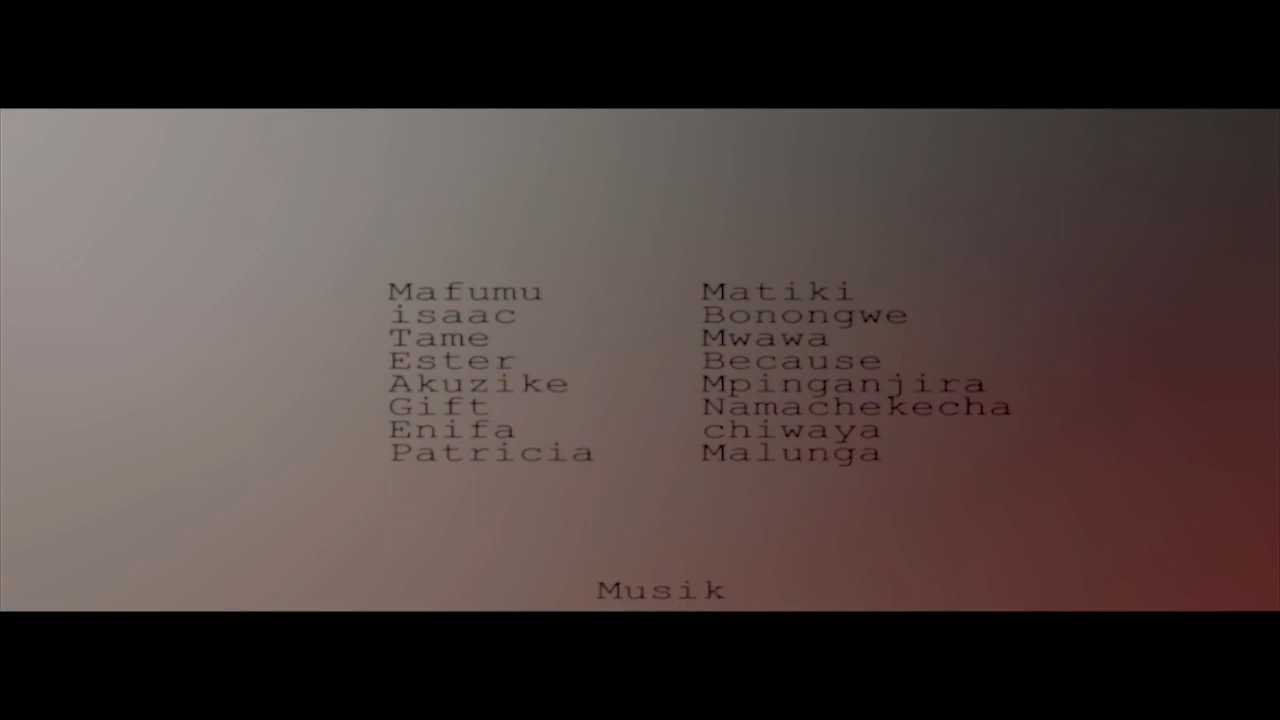 Mafumu Matiki
isaac Bonongwe
Tame Mwawa
Ester Because
Akuzike Mpinganjira
Gift Namachekecha
Enifa chiwaya
Patricia Malunga
Musik